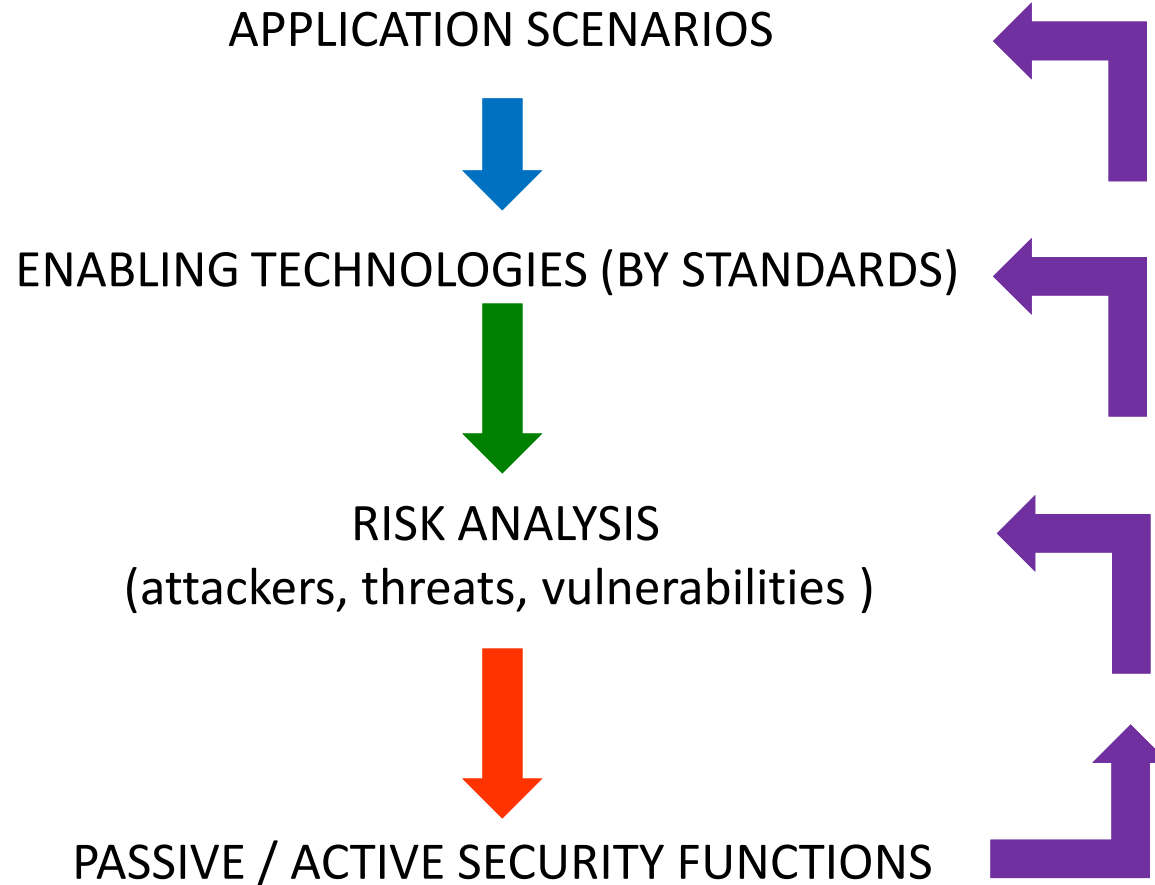 APPLICATION SCENARIOS
ENABLING TECHNOLOGIES (BY STANDARDS)
RISK ANALYSIS
(attackers, threats, vulnerabilities )
PASSIVE / ACTIVE SECURITY FUNCTIONS